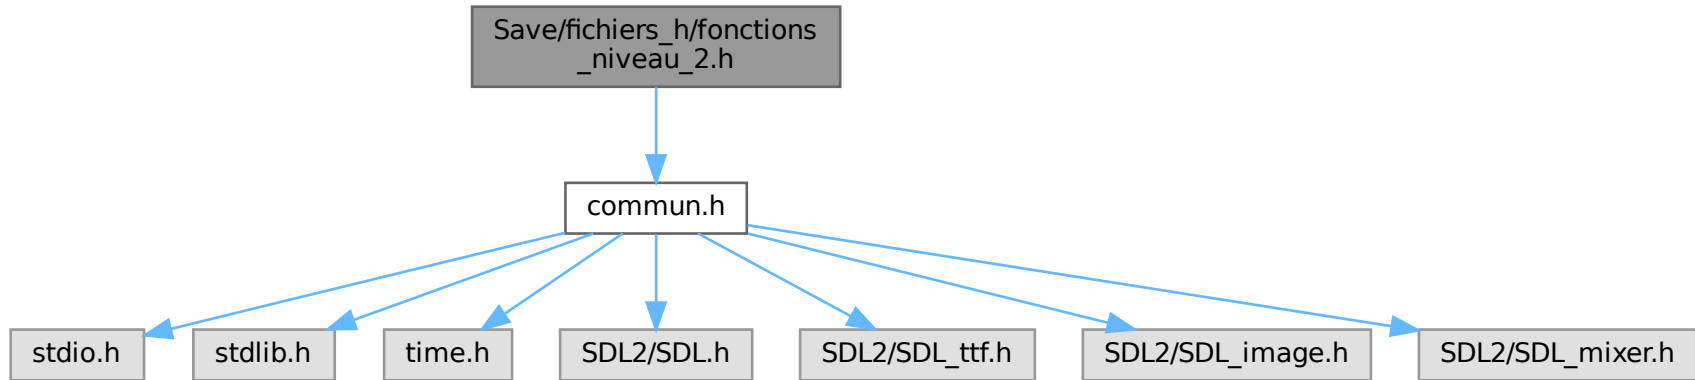 Save/fichiers_h/fonctions
_niveau_2.h
commun.h
stdio.h
stdlib.h
time.h
SDL2/SDL.h
SDL2/SDL_ttf.h
SDL2/SDL_image.h
SDL2/SDL_mixer.h